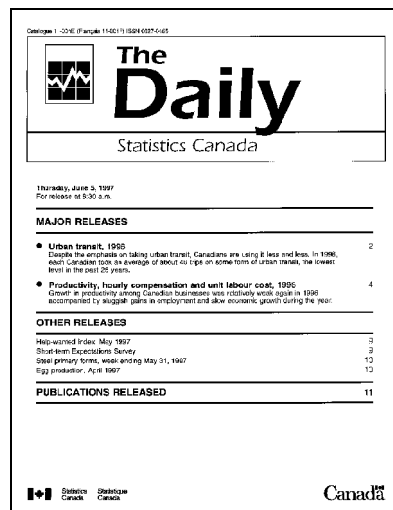 Catalogue 11-001E (Français 11-001F) ISSN 0827-0465
The
Daily
Statistics Canada
Thursday, June 5, 1997
For release at 8:30 a.m.
MAJOR RELEASES
● Urban transit, 1996 2
Despite the emphasis on taking urban transit, Canadians are using it less and less. In 1996,
each Canadian took an average of about 48 trips on some form of urban transit, the lowest
level in the past 25 years.
● Productivity, hourly compensation and unit labour cost, 1996 4
Growth in productivity among Canadian businesses was relatively weak again in 1996
accompanied by sluggish gains in employment and slow economic growth during the year.
OTHER RELEASES
Help-wanted index May 1997 9
Short-term Expectations Survey 9
Steel primary forms, week ending May 31, 1997 10
Egg production, April 1997 10
PUBLICATIONS RELEASED 11
Statistics Statistique
Canada Canada
Canada